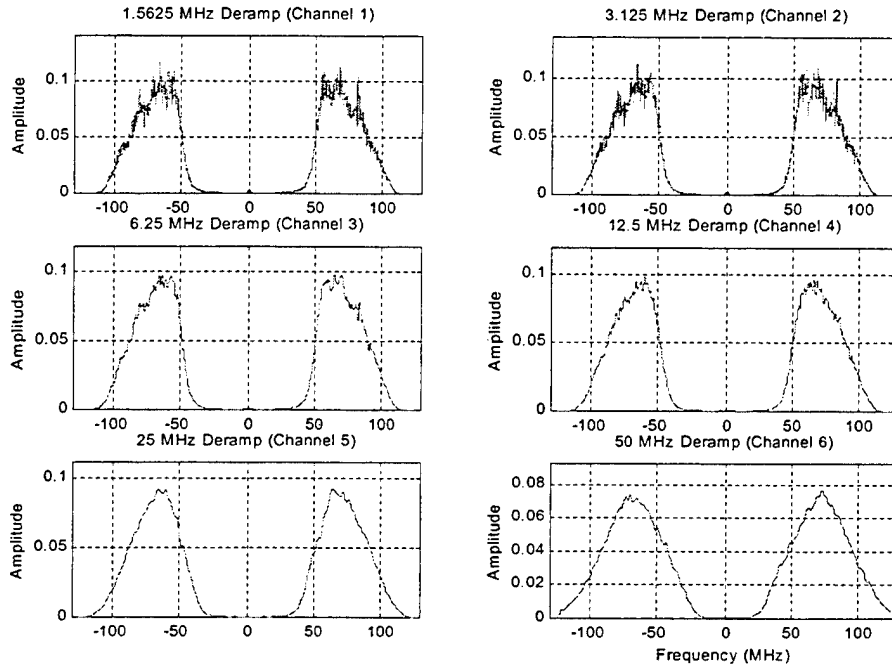 1.5625 MHz Deramp (Channel 1)
3.125 MHz Deramp (Channel 2)
Amplitude
0.1
0.05
0
-100 -50 0 50 100
Amplitude
0.1
0.05
0
-100 -50 0 50 100
6.25 MHz Deramp (Channel 3)
12.5 MHz Deramp (Channel 4)
Amplitude
0.1
0.05
0
-100 -50 0 50 100
Amplitude
0.1
0.05
0
-100 -50 0 50 100
25 MHz Deramp (Channel 5)
50 MHz Deramp (Channel 6)
Amplitude
0.1
0.05
0
-100 -50 0 50 100
Amplitude
0.08
0.06
0.04
0.02
0
-100 -50 0 50 100
Frequency (MHz)